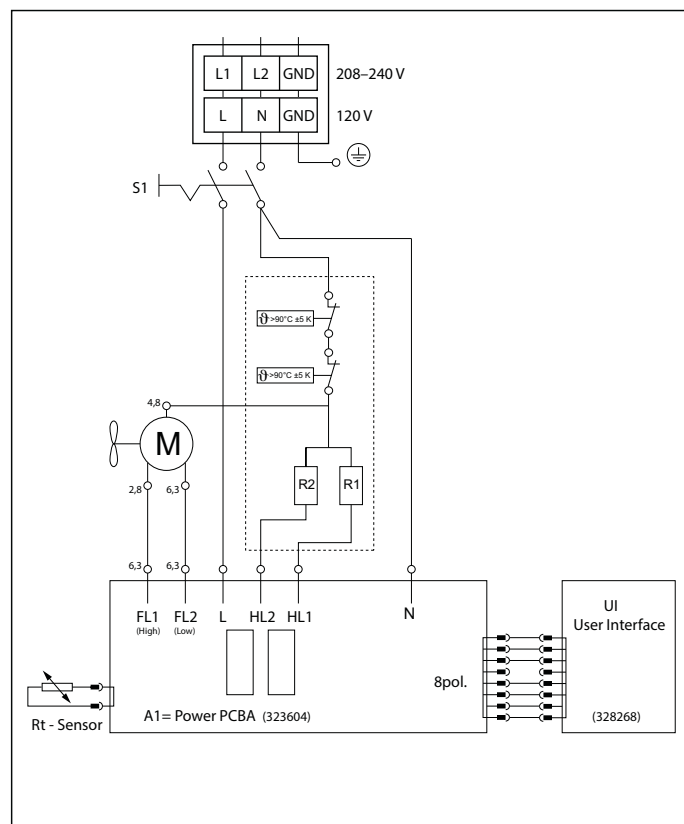 L1 L2 GND 208–240 V
L N GND 120 V
S1
ϑ >90°C ±5 K
ϑ >90°C ±5 K
4,8
M
2,8 6,3
R2 R1
6,3 6,3
FL1 FL2 L HL2 HL1 N
(High) (Low)
UI
User Interface
8pol.
A1= Power PCBA (323604)
(328268)
Rt - Sensor